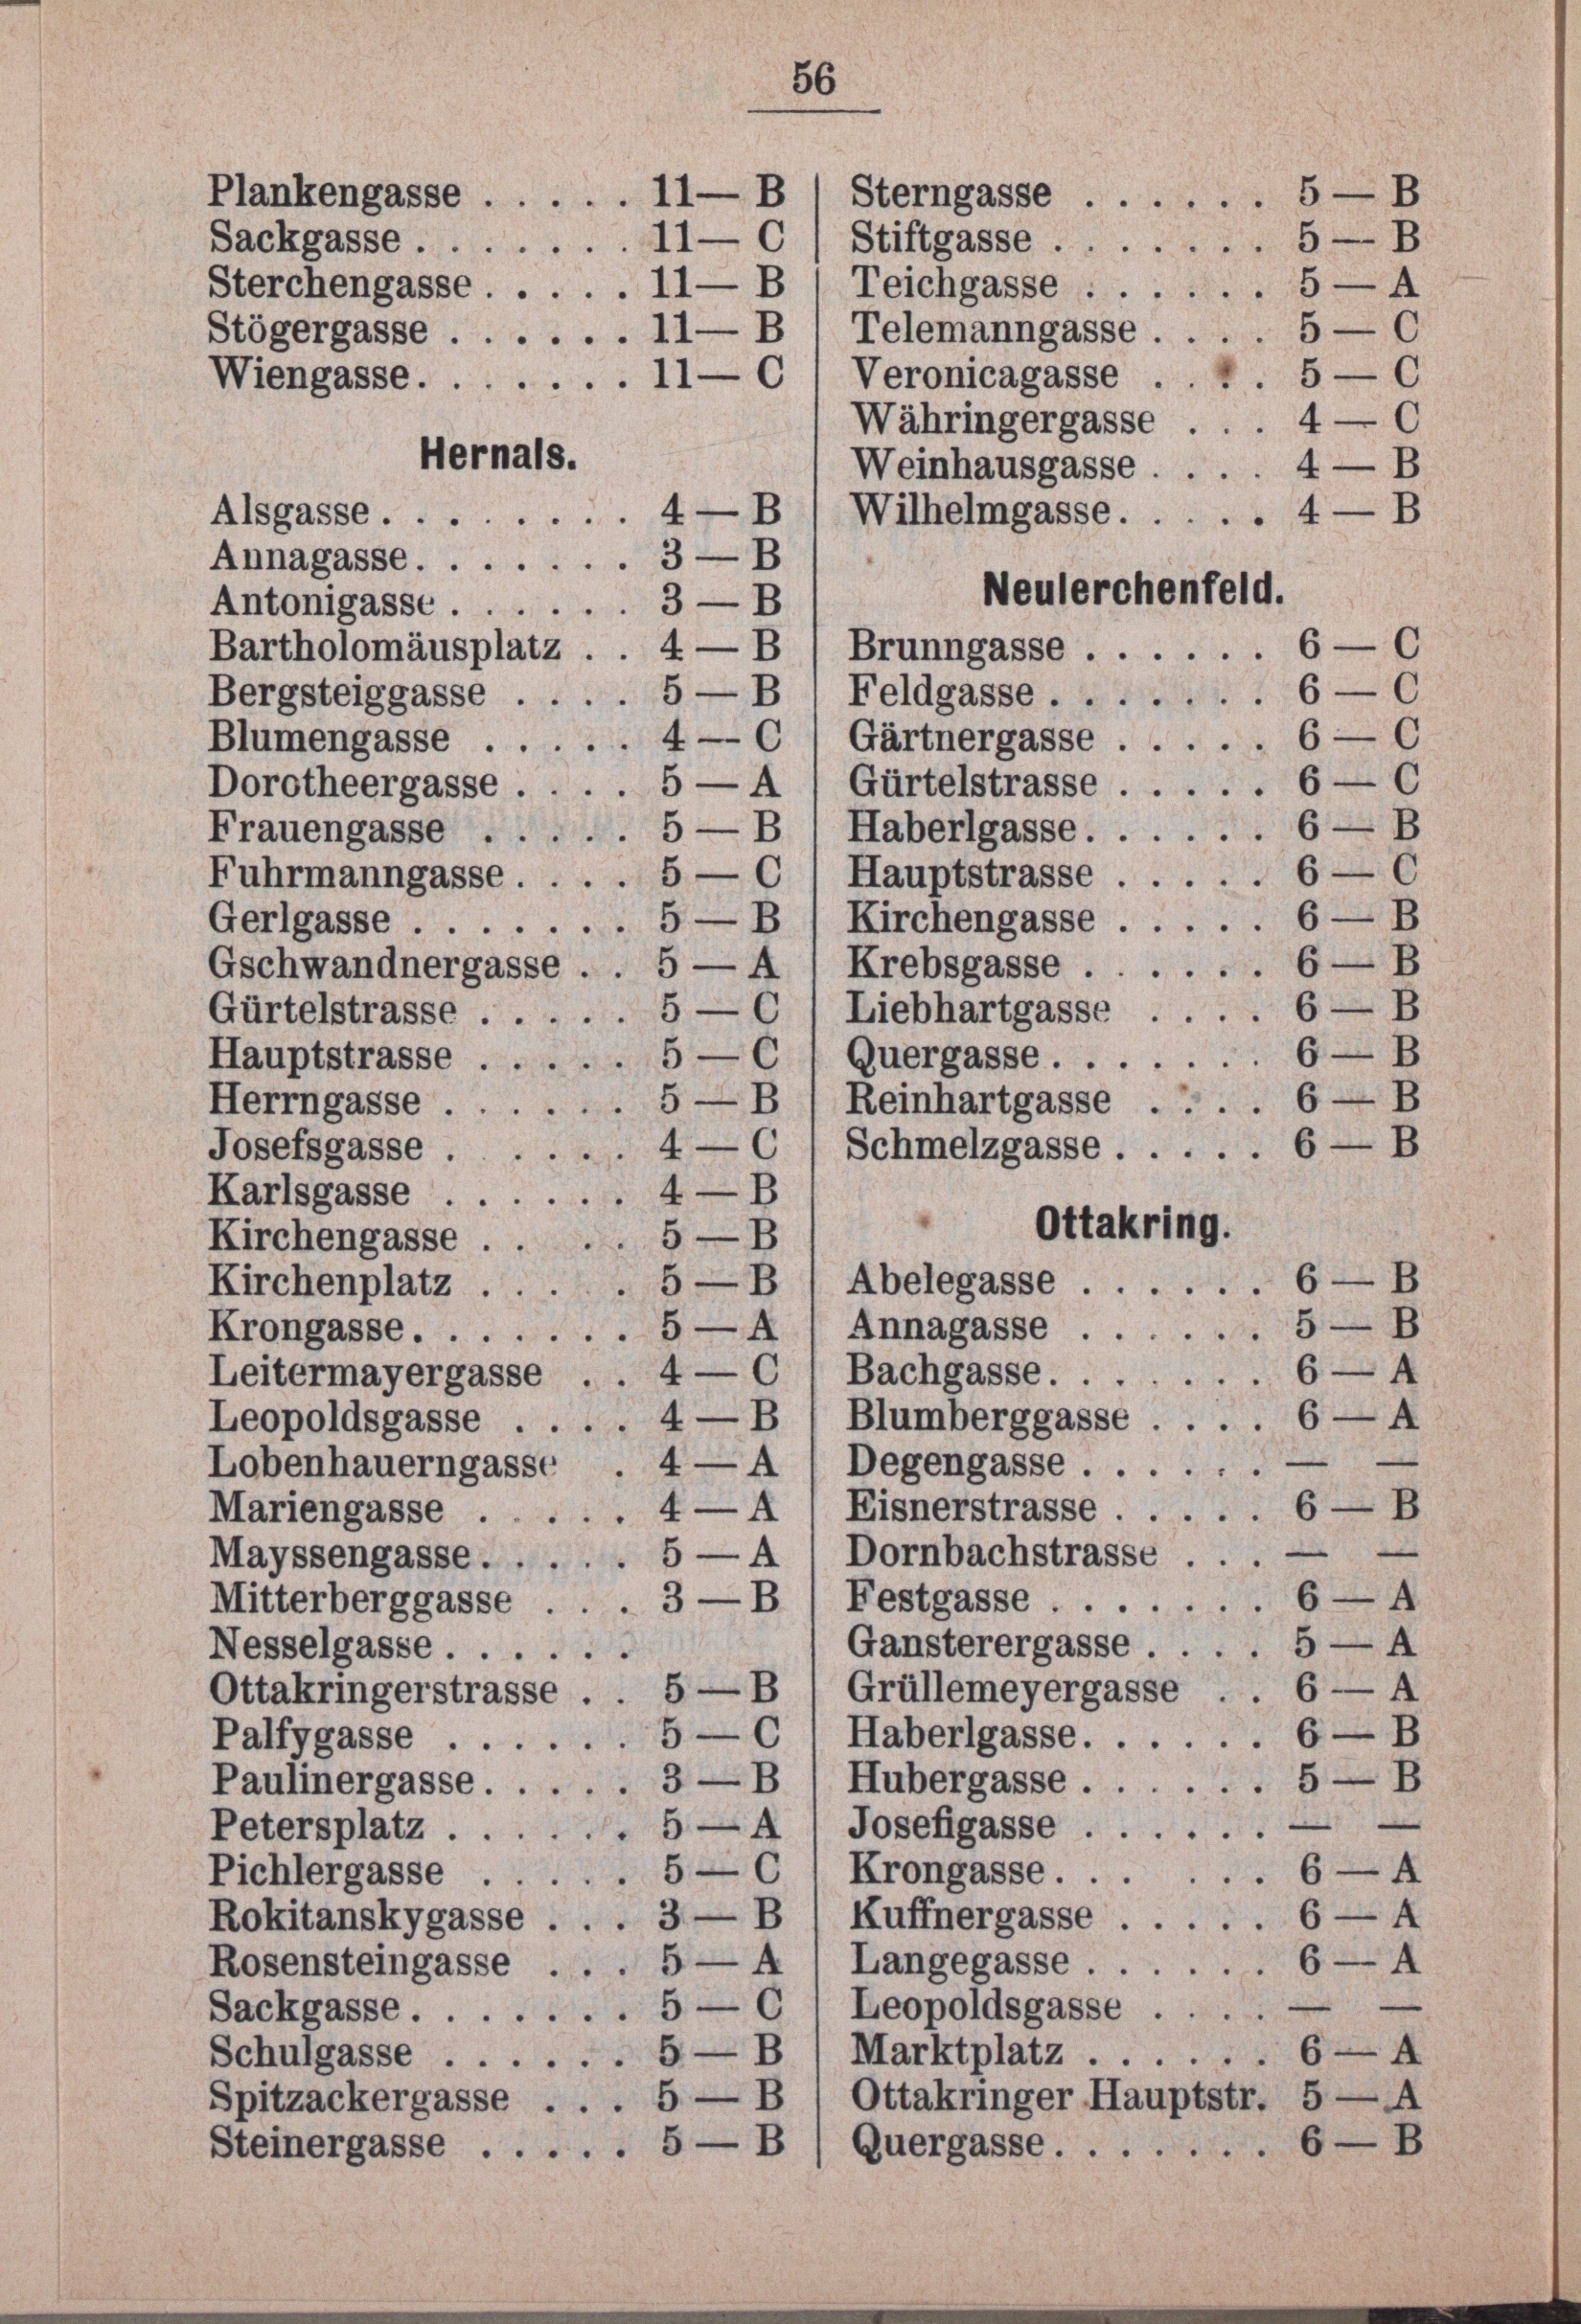 56
Plankengasse . . . . . 11— B
Sackgasse . . . . . . . 11— C
Sterchengasse . . . . . 11— B
Stögergasse . . . . . . 11— B
Wiengasse. . . . . . . 11— C
Hernals.
Alsgasse. . . . . . . . 4 — B
Annagasse. . . . . . . 3 — B
Antonigasse . . . . . . 3 — B
Bartholomäusplatz . . 4 — B
Bergsteiggasse . . . . 5 — B
Blumengasse . . . . . 4 — C
Dorotheergasse . . . . 5 — A
Frauengasse . . . . . 5 — B
Fuhrmanngasse . . . . 5 — C
Gerlgasse . . . . . . . 5 — B
Gschwandnergasse . . 5 — A
Gürtelstrasse . . . . . 5 — C
Hauptstrasse . . . . . 5 — C
Herrngasse . . . . . . 5 — B
Josefsgasse . . . . . . 4 — C
Karlsgasse . . . . . . 4 — B
Kirchengasse . . . . 5 — B
Kirchenplatz . . . . . 5 — B
Krongasse. . . . . . . 5 — A
Leitermayergasse . . 4 — C
Leopoldsgasse . . . . 4 — B
Lobenhauerngasse . 4 — A
Mariengasse . . . . . 4 — A
Mayssengasse. . . . . 5 — A
Mitterberggasse . . . 3 — B
Nesselgasse . . . . . .
Ottakringerstrasse . . 5 — B
Palfygasse . . . . . . 5 — C
Paulinergasse. . . . . 3 — B
Petersplatz . . . . . . 5 — A
Pichlergasse . . . . . 5 — C
Rokitanskygasse . . . 3 — B
Rosensteingasse . . . 5 — A
Sackgasse. . . . . . . 5 — C
Schulgasse . . . . . . 5 — B
Spitzackergasse . . . 5 — B
Steinergasse . . . . . 5 — B
Sterngasse . . . . . . 5 — B
Stiftgasse . . . . . . . 5 — B
Teichgasse . . . . . . 5 — A
Telemanngasse . . . . 5 — C
Veronicagasse . . . . 5 — C
Währingergasse . . . 4 — C
Weinhausgasse . . . . 4 — B
Wilhelmgasse. . . . . 4 — B
Neulerchenfeld.
Brunngasse . . . . . . 6 — C
Feldgasse . . . . . . . 6 — C
Gärtnergasse . . . . . 6 — C
Gürtelstrasse . . . . . 6 — C
Haberlgasse. . . . . . 6 — B
Hauptstrasse . . . . . 6 — C
Kirchengasse . . . . . 6 — B
Krebsgasse . . . . . . 6 — B
Liebhartgasse . . . . 6 — B
Quergasse. . . . . . . 6 — B
Reinhartgasse . . . . 6 — B
Schmelzgasse . . . . . 6 — B
Ottakring.
Abelegasse . . . . . . 6 — B
Annagasse . . . . . . 5 — B
Bachgasse. . . . . . . 6 — A
Blumberggasse . . . . 6 — A
Degengasse . . . . . . — —
Eisnerstrasse . . . . . 6 — B
Dornbachstrasse . . . — —
Festgasse . . . . . . . 6 — A
Gansterergasse . . . . 5 — A
Grüllemeyergasse . . 6 — A
Haberlgasse. . . . . . 6 — B
Hubergasse . . . . . . 5 — B
Josefigasse . . . . . . — —
Krongasse. . . . . . 6 — A
Kuffnergasse . . . . . 6 — A
Langegasse . . . . . . 6 — A
Leopoldsgasse . . . . — —
Marktplatz . . . . . . 6 — A
Ottakringer Hauptstr. 5 — A
Quergasse. . . . . . . 6 — B